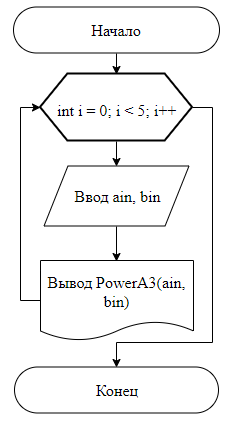 Начало
int i = 0; i < 5; i++
Ввод ain, bin
Вывод PowerA3(ain,
bin)
Конец